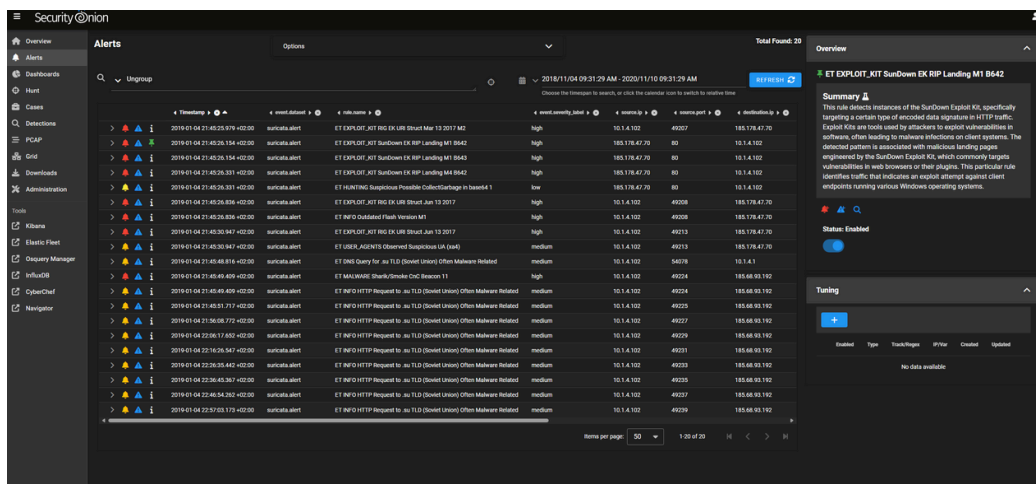 Security Onion
Overview
Alerts
Dashboards
Hunt
Cases
Detections
PCAP
Grid
Downloads
Administration
Tools
Kibana
Elastic Fleet
Osquery Manager
InfluxDB
CyberChef
Navigator
Alerts
Options
Total Found: 20
Ungroup
2018/11/04 09:31:29 AM - 2020/11/10 09:31:29 AM
REFRESH
Choose the timespan to search, or click the calendar icon to switch to relative time
Timestamp event.dataset rule.name event.severity_label source.ip source.port destination.ip
2019-01-04 21:45:25.979 +02:00 suricata.alert ET EXPLOIT_KIT RIG EK URI Struct Mar 13 2017 M2 high 10.1.4.102 49207 185.178.47.70
2019-01-04 21:45:26.154 +02:00 suricata.alert ET EXPLOIT_KIT SunDown EK RIP Landing M1 B642 high 185.178.47.70 80 10.1.4.102
2019-01-04 21:45:26.154 +02:00 suricata.alert ET EXPLOIT_KIT SunDown EK RIP Landing M1 B643 high 185.178.47.70 80 10.1.4.102
2019-01-04 21:45:26.331 +02:00 suricata.alert ET EXPLOIT_KIT SunDown EK RIP Landing M4 B642 high 185.178.47.70 80 10.1.4.102
2019-01-04 21:45:26.331 +02:00 suricata.alert ET HUNTING Suspicious Possible CollectGarbage in base64 1 low 185.178.47.70 80 10.1.4.102
2019-01-04 21:45:26.836 +02:00 suricata.alert ET EXPLOIT_KIT RIG EK URI Struct Jun 13 2017 high 10.1.4.102 49208 185.178.47.70
2019-01-04 21:45:26.836 +02:00 suricata.alert ET INFO Outdated Flash Version M1 high 10.1.4.102 49208 185.178.47.70
2019-01-04 21:45:30.947 +02:00 suricata.alert ET EXPLOIT_KIT RIG EK URI Struct Jun 13 2017 high 10.1.4.102 49213 185.178.47.70
2019-01-04 21:45:30.947 +02:00 suricata.alert ET USER_AGENTS Observed Suspicious UA (sa4) medium 10.1.4.102 49213 185.178.47.70
2019-01-04 21:45:48.816 +02:00 suricata.alert ET DNS Query for .su TLD (Soviet Union) Often Malware Related medium 10.1.4.102 54078 10.1.4.1
2019-01-04 21:45:49.409 +02:00 suricata.alert ET MALWARE Sharik/Smoke CnC Beacon 11 high 10.1.4.102 49224 185.68.93.192
2019-01-04 21:45:49.409 +02:00 suricata.alert ET INFO HTTP Request to .su TLD (Soviet Union) Often Malware Related medium 10.1.4.102 49224 185.68.93.192
2019-01-04 21:45:51.717 +02:00 suricata.alert ET INFO HTTP Request to .su TLD (Soviet Union) Often Malware Related medium 10.1.4.102 49225 185.68.93.192
2019-01-04 21:56:08.772 +02:00 suricata.alert ET INFO HTTP Request to .su TLD (Soviet Union) Often Malware Related medium 10.1.4.102 49227 185.68.93.192
2019-01-04 22:06:17.652 +02:00 suricata.alert ET INFO HTTP Request to .su TLD (Soviet Union) Often Malware Related medium 10.1.4.102 49229 185.68.93.192
2019-01-04 22:16:26.547 +02:00 suricata.alert ET INFO HTTP Request to .su TLD (Soviet Union) Often Malware Related medium 10.1.4.102 49231 185.68.93.192
2019-01-04 22:26:35.442 +02:00 suricata.alert ET INFO HTTP Request to .su TLD (Soviet Union) Often Malware Related medium 10.1.4.102 49233 185.68.93.192
2019-01-04 22:36:45.367 +02:00 suricata.alert ET INFO HTTP Request to .su TLD (Soviet Union) Often Malware Related medium 10.1.4.102 49235 185.68.93.192
2019-01-04 22:46:54.262 +02:00 suricata.alert ET INFO HTTP Request to .su TLD (Soviet Union) Often Malware Related medium 10.1.4.102 49237 185.68.93.192
2019-01-04 22:57:03.173 +02:00 suricata.alert ET INFO HTTP Request to .su TLD (Soviet Union) Often Malware Related medium 10.1.4.102 49239 185.68.93.192
Items per page: 50 1-20 of 20
Overview
ET EXPLOIT_KIT SunDown EK RIP Landing M1 B642
Summary
This rule detects instances of the SunDown Exploit Kit, specifically
targeting a certain type of encoded data signature in HTTP traffic.
Exploit Kits are tools used by attackers to exploit vulnerabilities in
software, often leading to malware infections on client systems. The
detected pattern is associated with malicious landing pages
engineered by the SunDown Exploit Kit, which commonly targets
vulnerabilities in web browsers or their plugins. This particular rule
identifies traffic that indicates an exploit attempt against client
endpoints running various Windows operating systems.
Status: Enabled
Tuning
+
Enabled Type Track/Regex IP/Var Created Updated
No data available